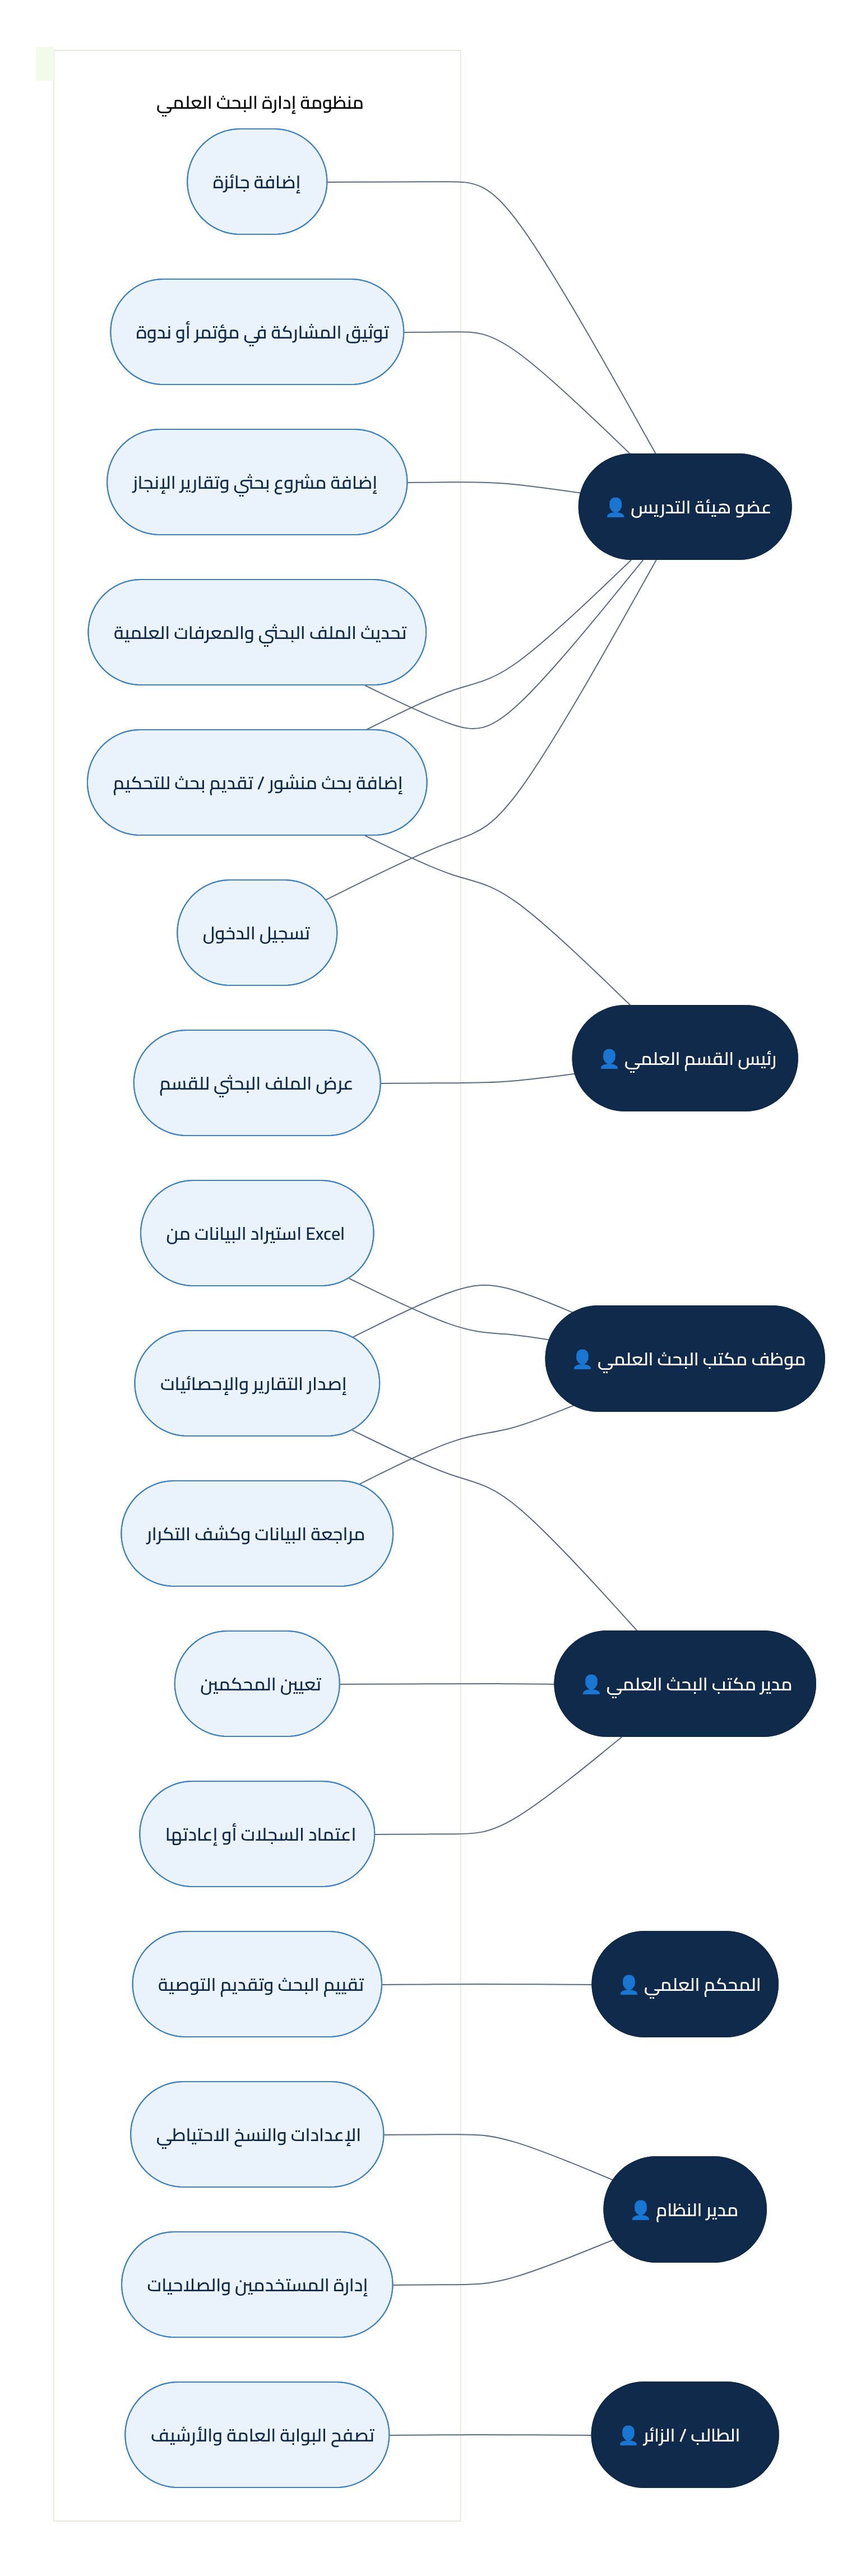 منظومة إدارة البحث العلمي
إضافة جائزة
توثيق المشاركة في مؤتمر أو ندوة
إضافة مشروع بحثي وتقارير الإنجاز
عضو هيئة التدريس 👤
تحديث الملف البحثي والمعرفات العلمية
إضافة بحث منشور / تقديم بحث للتحكيم
تسجيل الدخول
رئيس القسم العلمي 👤
عرض الملف البحثي للقسم
استيراد البيانات من Excel
موظف مكتب البحث العلمي 👤
إصدار التقارير والإحصائيات
مراجعة البيانات وكشف التكرار
مدير مكتب البحث العلمي 👤
تعيين المحكمين
اعتماد السجلات أو إعادتها
المحكم العلمي 👤
تقييم البحث وتقديم التوصية
الإعدادات والنسخ الاحتياطي
مدير النظام 👤
إدارة المستخدمين والصلاحيات
الطالب / الزائر 👤
تصفح البوابة العامة والأرشيف